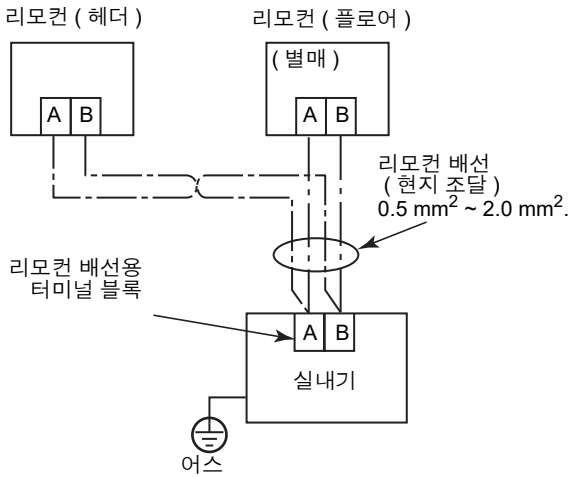 리모컨 ( 헤더 )
리모컨 ( 플로어 )
( 별매 )
A B
A B
리모컨 배선
( 현지 조달 )
0.5 mm² ~ 2.0 mm².
리모컨 배선용
터미널 블록
A B
실내기
어스